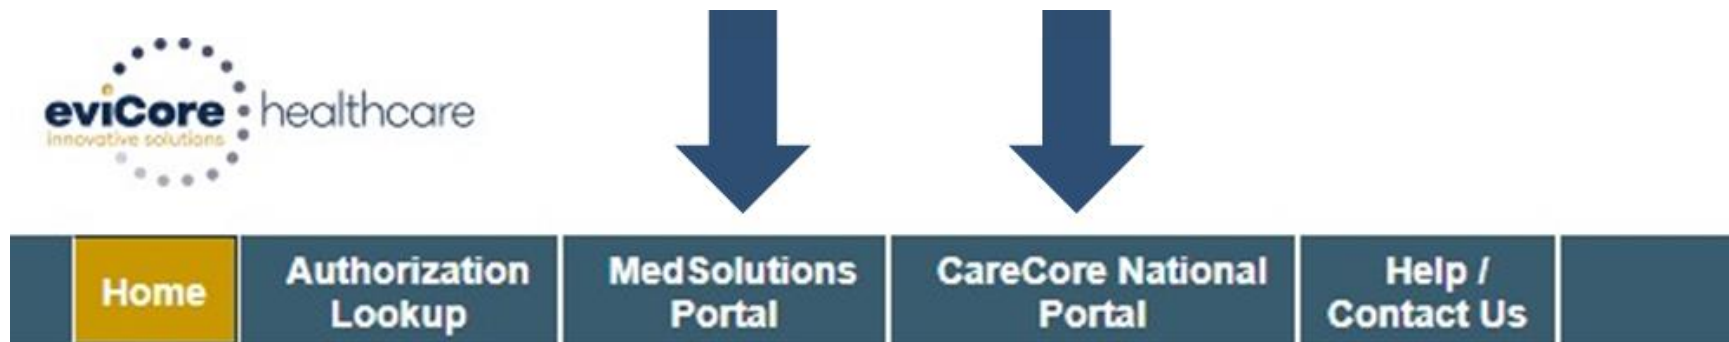 eviCore healthcare
innovative solutions
Home
Authorization
Lookup
MedSolutions
Portal
CareCore National
Portal
Help /
Contact Us